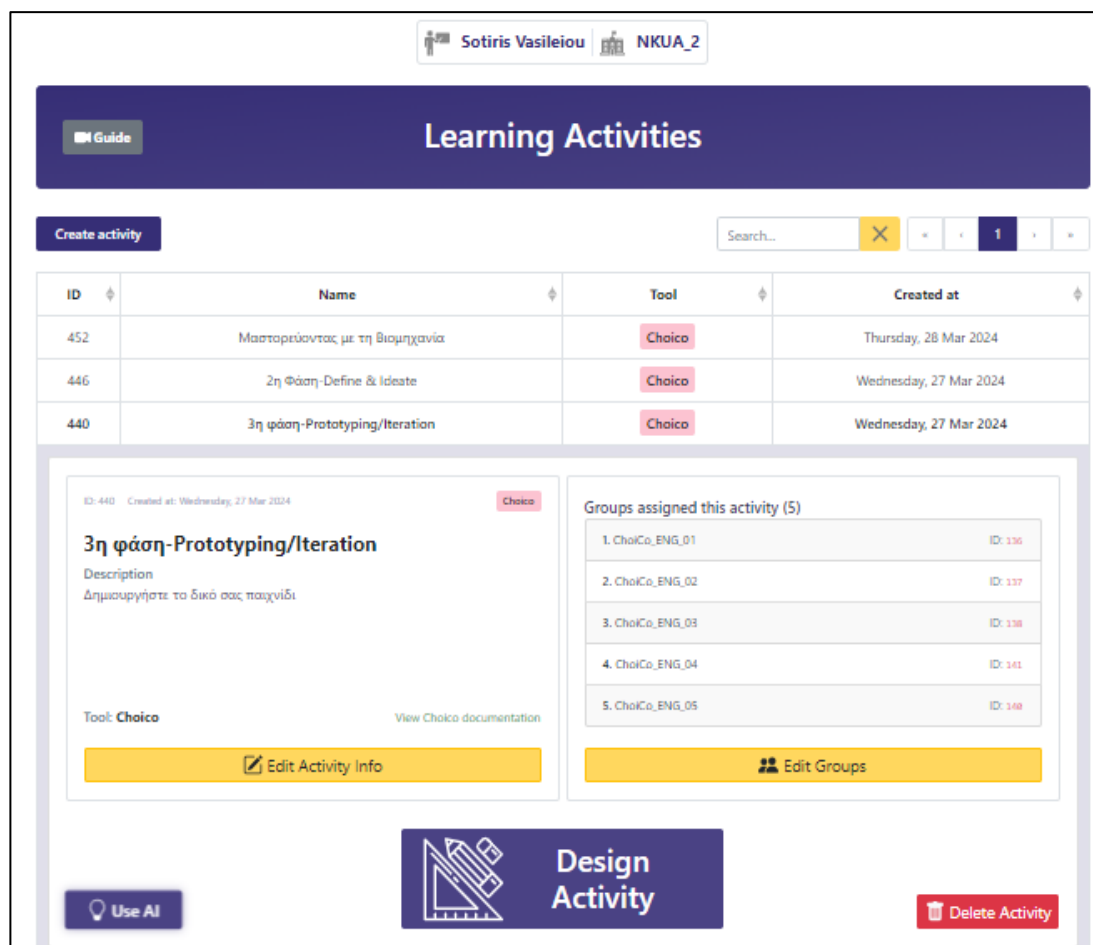 Sotiris Vasileiou NKUA_2
Guide
Learning Activities
Create activity
Search...
« ‹ 1 › »
ID Name Tool Created at
452 Μαστορεύοντας με τη Βιομηχανία Choico Thursday, 28 Mar 2024
446 2η Φάση-Define & Ideate Choico Wednesday, 27 Mar 2024
440 3η φάση-Prototyping/Iteration Choico Wednesday, 27 Mar 2024
ID: 440 Created at: Wednesday, 27 Mar 2024 Choico
3η φάση-Prototyping/Iteration
Description
Δημιουργήστε το δικό σας παιχνίδι
Tool: Choico View Choico documentation
Edit Activity Info
Groups assigned this activity (5)
1. ChoiCo_ENG_01 ID: 136
2. ChoiCo_ENG_02 ID: 137
3. ChoiCo_ENG_03 ID: 138
4. ChoiCo_ENG_04 ID: 141
5. ChoiCo_ENG_05 ID: 140
Edit Groups
Design
Activity
Use AI
Delete Activity